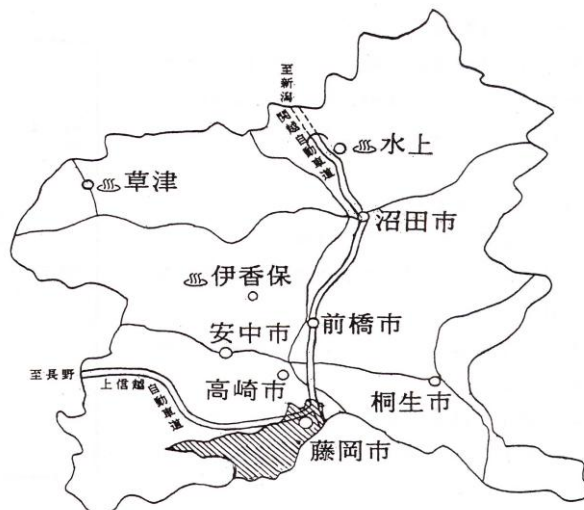 至新潟
関越自動車道
水上
草津
沼田市
伊香保
前橋市
安中市
至長野
上信越自動車道
高崎市
桐生市
藤岡市